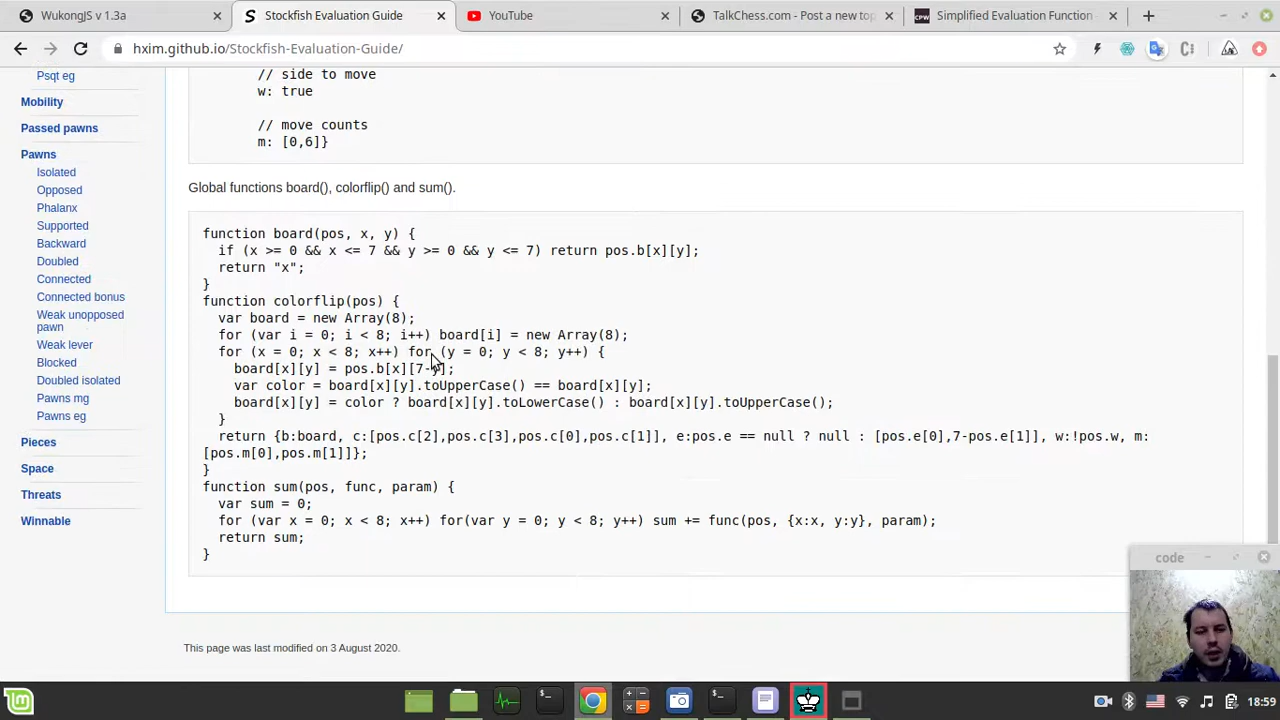 WukongJS v 1.3a
Stockfish Evaluation Guide
YouTube
TalkChess.com - Post a new top
CPW
Simplified Evaluation Function -
hxim.github.io/Stockfish-Evaluation-Guide/
Psqt eg
Mobility
Passed pawns
Pawns
Isolated
Opposed
Phalanx
Supported
Backward
Doubled
Connected
Connected bonus
Weak unopposed
pawn
Weak lever
Blocked
Doubled isolated
Pawns mg
Pawns eg
Pieces
Space
Threats
Winnable
// side to move
w: true
// move counts
m: [0,6]}
Global functions board(), colorflip() and sum().
function board(pos, x, y) {
if (x >= 0 && x <= 7 && y >= 0 && y <= 7) return pos.b[x][y];
return "x";
}
function colorflip(pos) {
var board = new Array(8);
for (var i = 0; i < 8; i++) board[i] = new Array(8);
for (x = 0; x < 8; x++) for (y = 0; y < 8; y++) {
board[x][y] = pos.b[x][7-y];
var color = board[x][y].toUpperCase() == board[x][y];
board[x][y] = color ? board[x][y].toLowerCase() : board[x][y].toUpperCase();
}
return {b:board, c:[pos.c[2],pos.c[3],pos.c[0],pos.c[1]], e:pos.e == null ? null : [pos.e[0],7-pos.e[1]], w:!pos.w, m:
[pos.m[0],pos.m[1]]};
}
function sum(pos, func, param) {
var sum = 0;
for (var x = 0; x < 8; x++) for(var y = 0; y < 8; y++) sum += func(pos, {x:x, y:y}, param);
return sum;
}
This page was last modified on 3 August 2020.
code
18:59